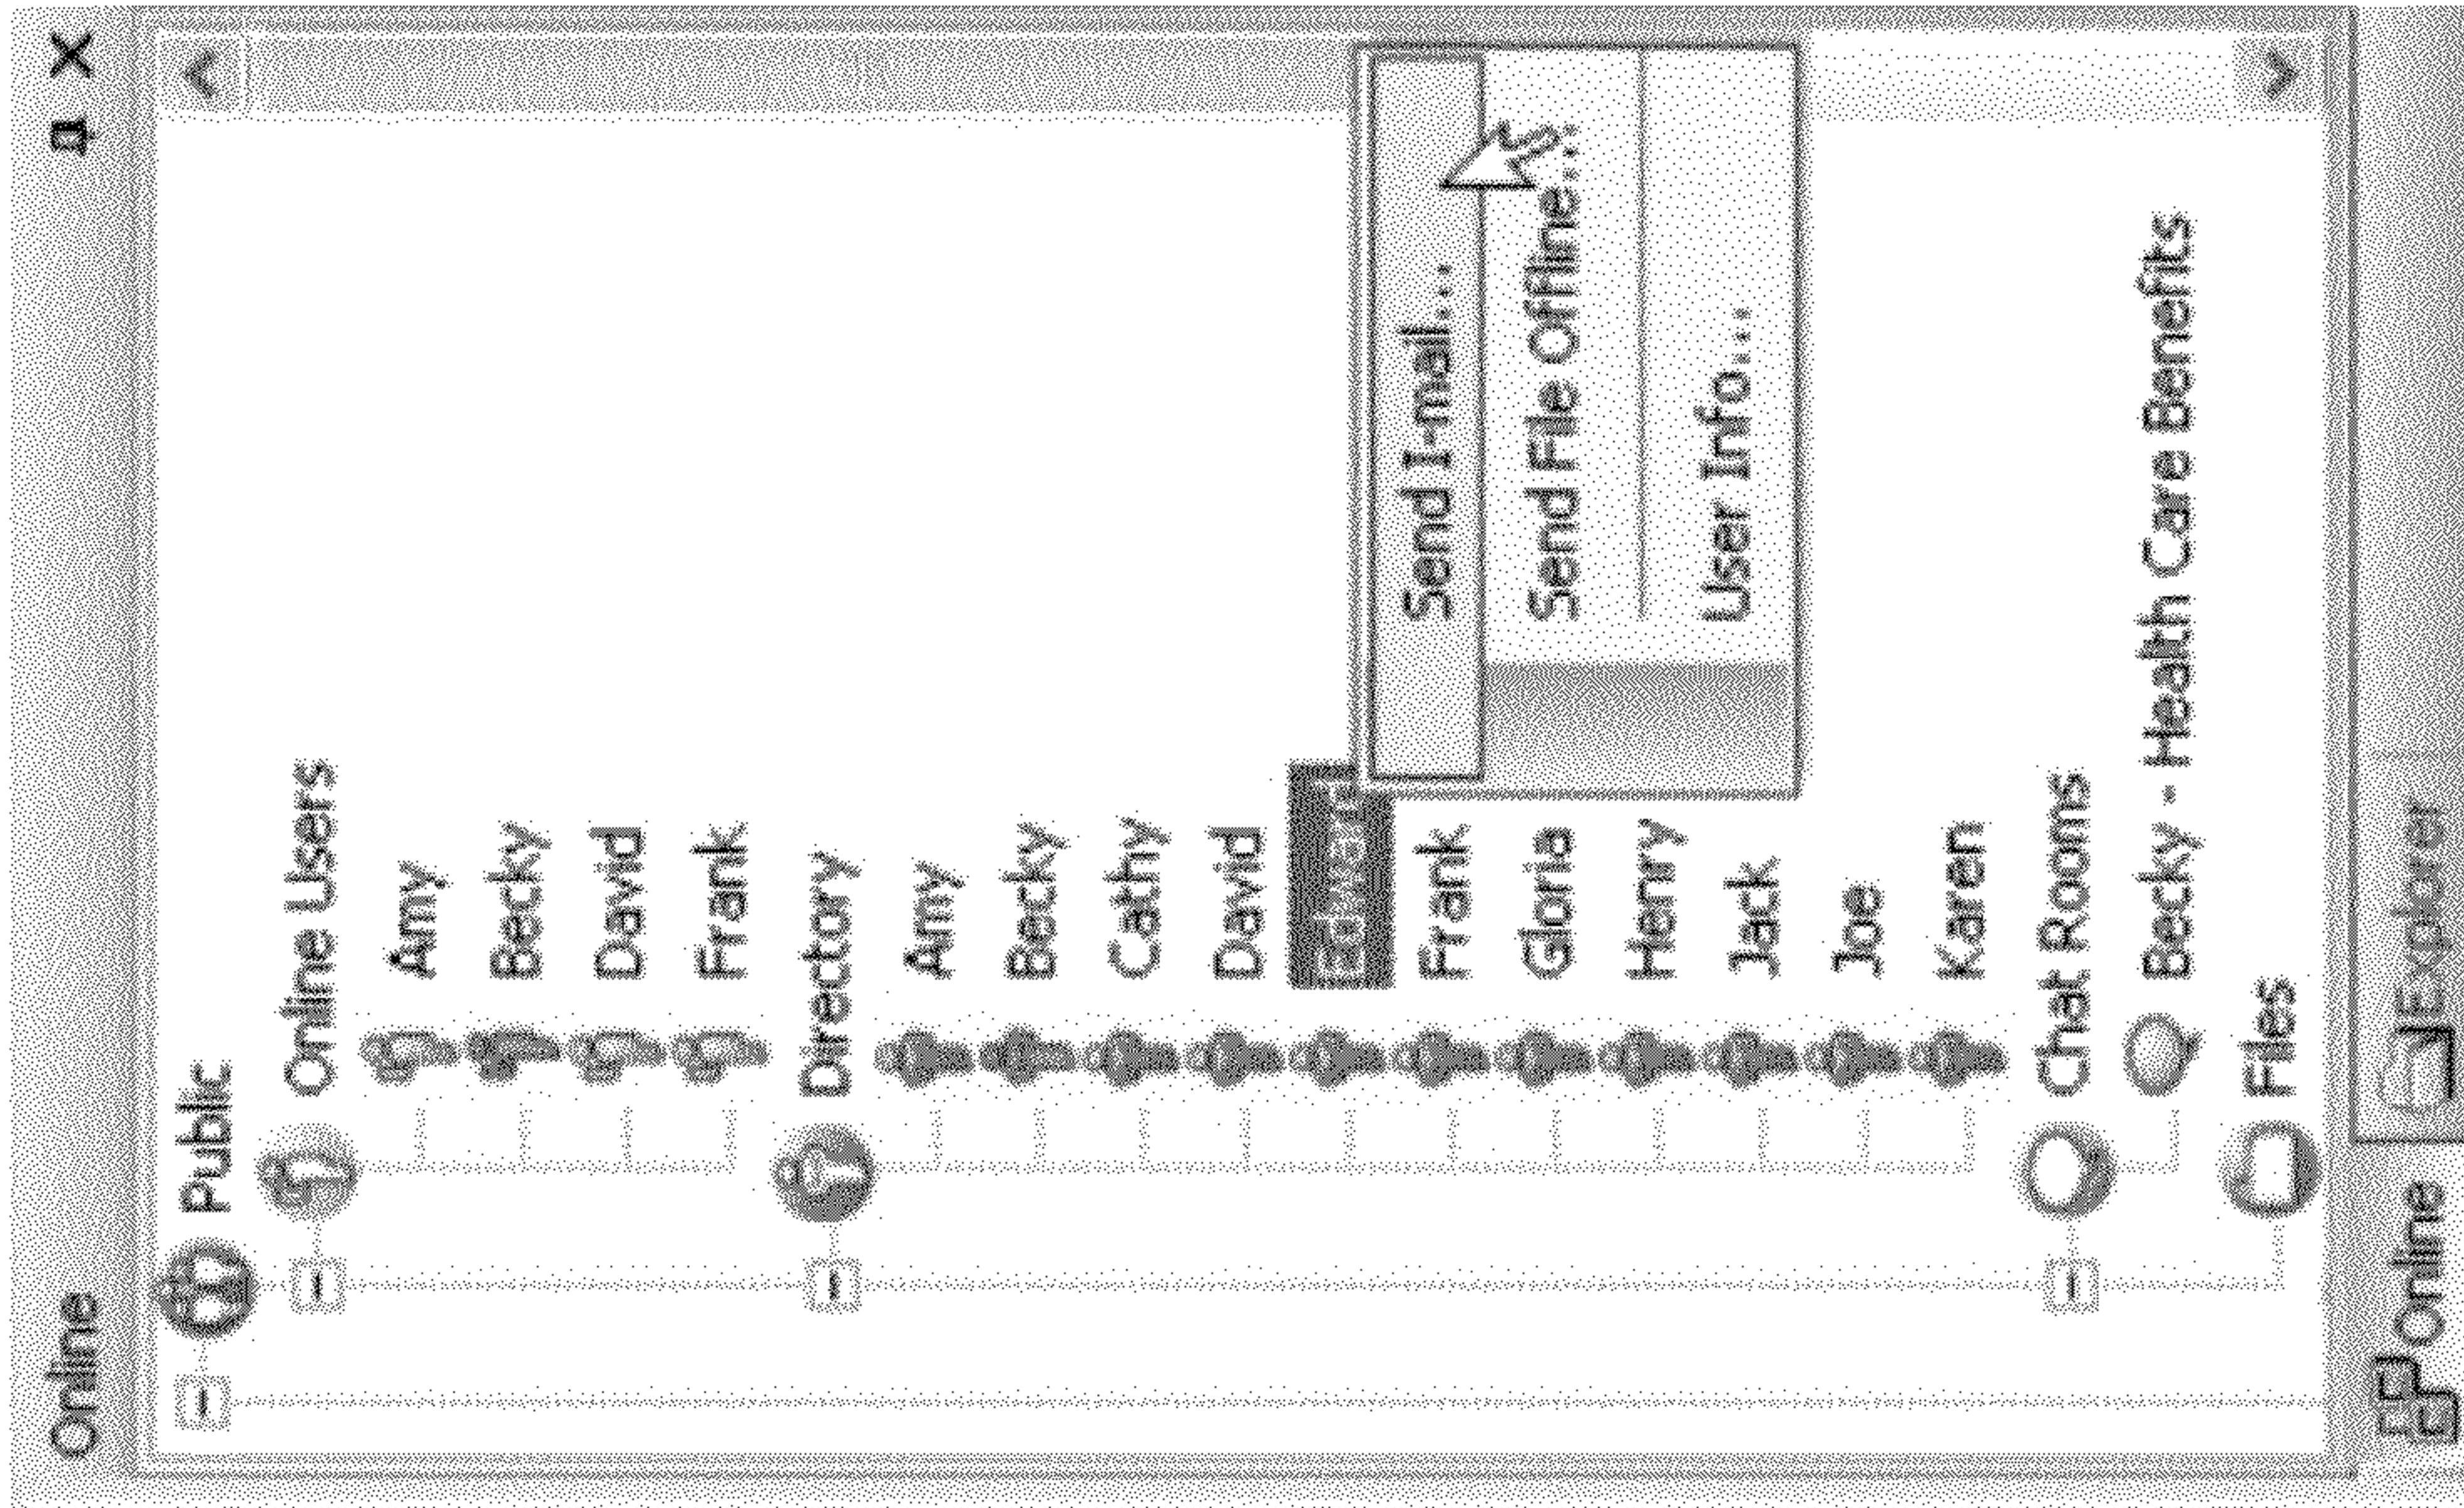 Online
Public
Online Users
Amy
Becky
David
Frank
Directory
Amy
Becky
Cathy
David
Edward
Send I-mail...
Send File Offline...
User Info...
Frank
Gloria
Henry
Jack
Joe
Karen
Chat Rooms
Becky - Health Care Benefits
Files
Online Explorer